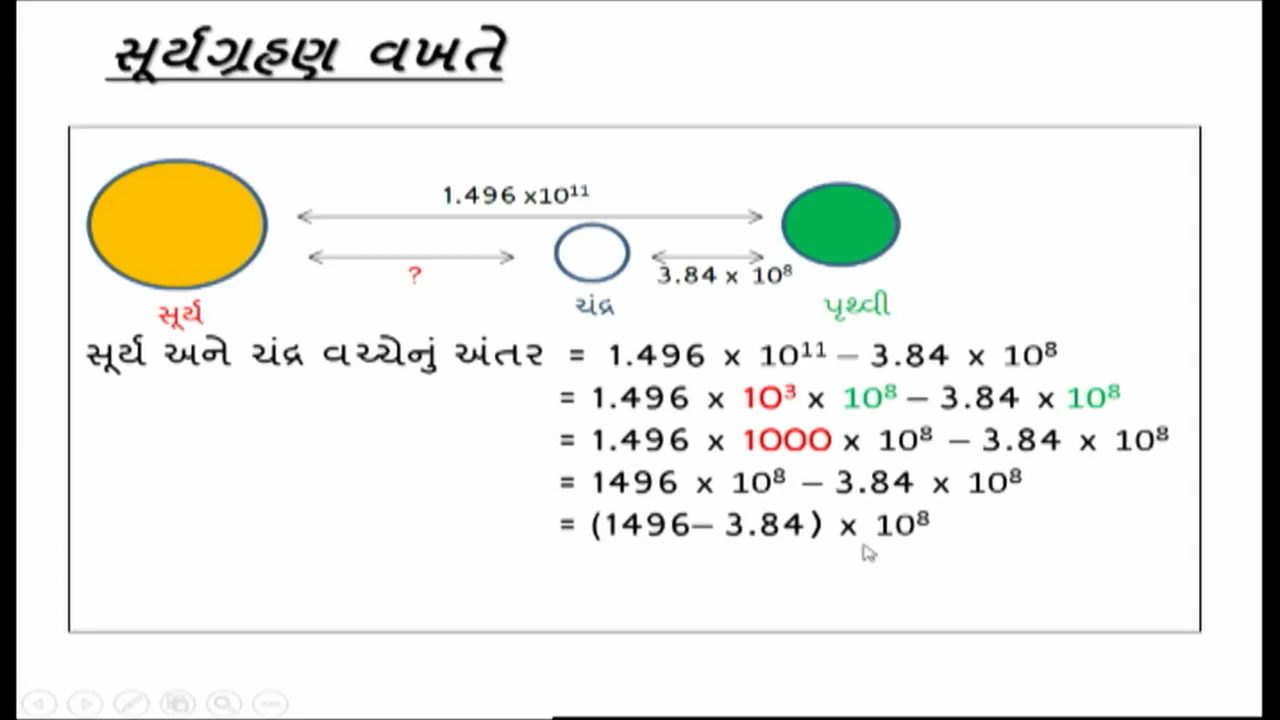 સૂર્યગ્રહણ વખતે
1.496 x10¹¹
?
3.84 x 10⁸
સૂર્ય
ચંદ્ર
પૃથ્વી
સૂર્ય અને ચંદ્ર વચ્ચેનું અંતર = 1.496 x 10¹¹ – 3.84 x 10⁸
= 1.496 x 10³ x 10⁸ – 3.84 x 10⁸
= 1.496 x 1000 x 10⁸ – 3.84 x 10⁸
= 1496 x 10⁸ – 3.84 x 10⁸
= (1496– 3.84) x 10⁸